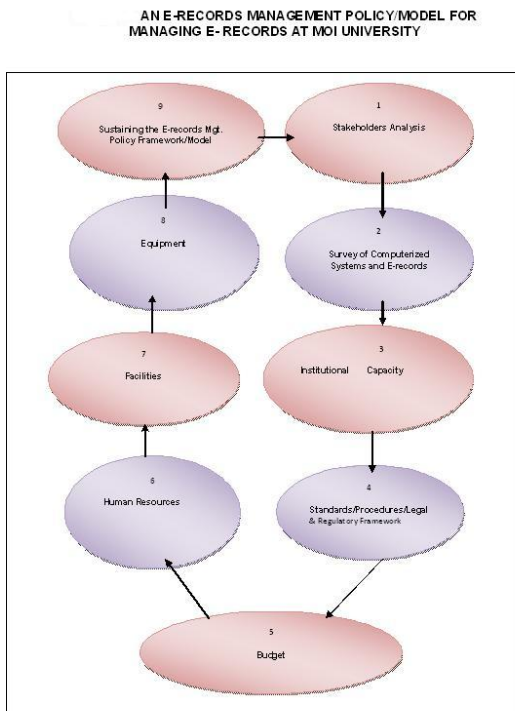 AN E-RECORDS MANAGEMENT POLICY/MODEL FOR
MANAGING E- RECORDS AT MOI UNIVERSITY
9
Sustaining the E-records Mgt.
Policy Framework/Model
1
Stakeholders Analysis
8
Equipment
2
Survey of Computerized
Systems and E-records
7
Facilities
3
Institutional Capacity
6
Human Resources
4
Standards/Procedures/Legal
& Regulatory Framework
5
Budget